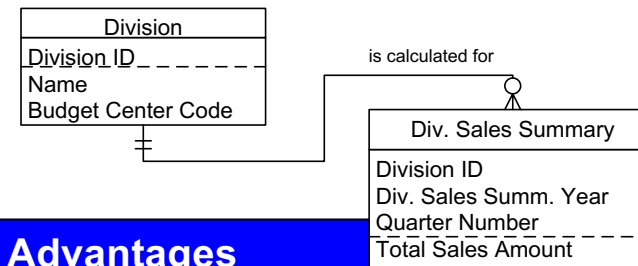 Division
Division ID
Name
Budget Center Code
is calculated for
Div. Sales Summary
Division ID
Div. Sales Summ. Year
Quarter Number
Total Sales Amount
Advantages